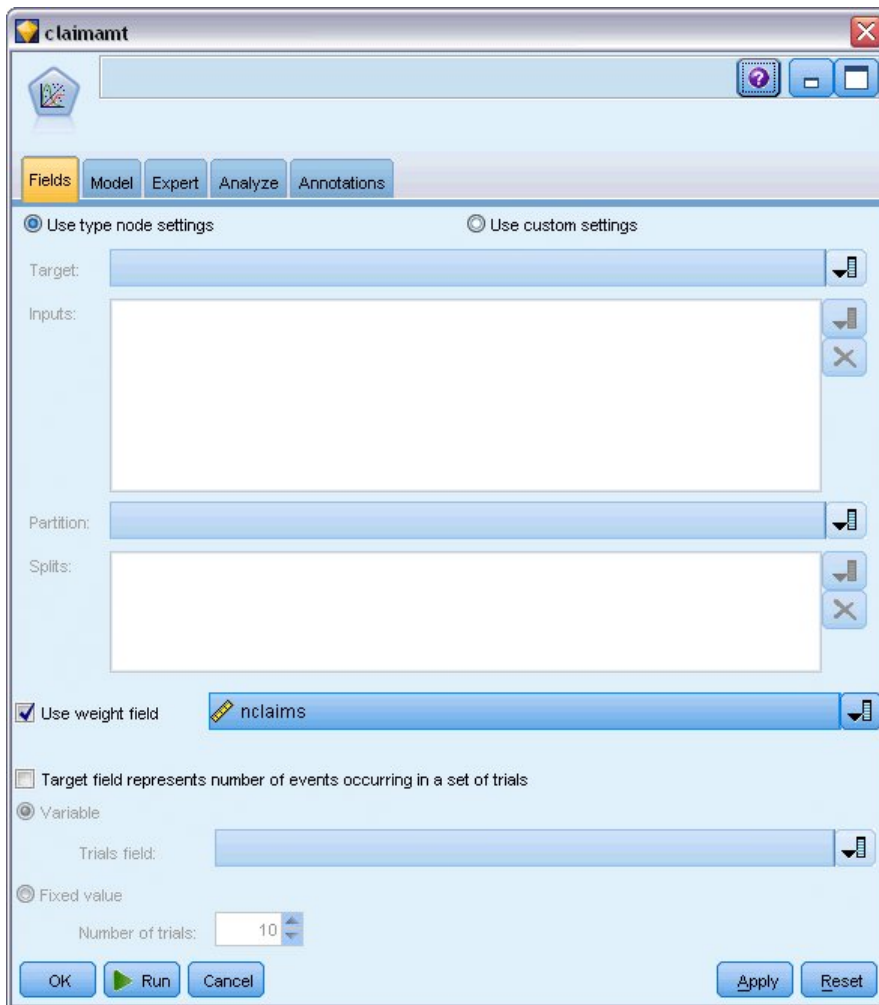 claimamt
?
Fields Model Expert Analyze Annotations
Use type node settings Use custom settings
Target:
Inputs:
Partition:
Splits:
Use weight field nclaims
Target field represents number of events occurring in a set of trials
Variable
Trials field:
Fixed value
Number of trials: 10
OK Run Cancel Apply Reset